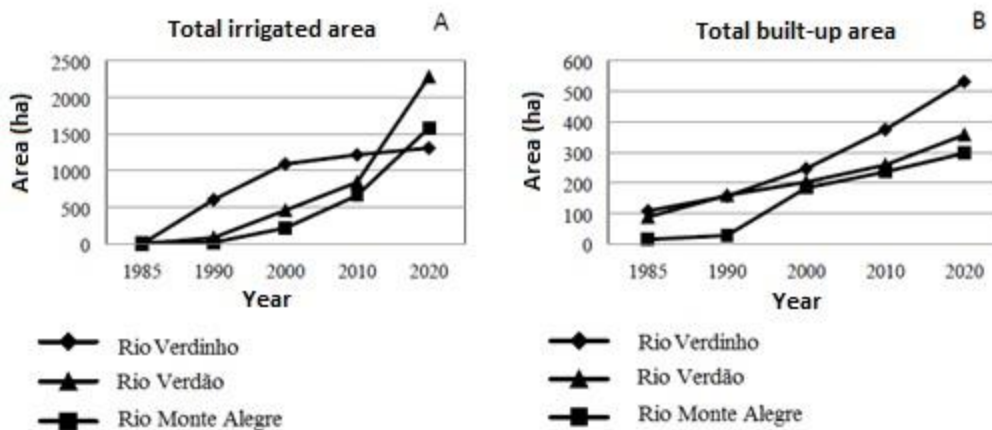 Total irrigated area
A
2500
2000
1500
1000
500
0
Area (ha)
1985 1990 2000 2010 2020
Year
Rio Verdinho
Rio Verdão
Rio Monte Alegre
Total built-up area
B
600
500
400
300
200
100
0
Area (ha)
1985 1990 2000 2010 2020
Year
Rio Verdinho
Rio Verdão
Rio Monte Alegre